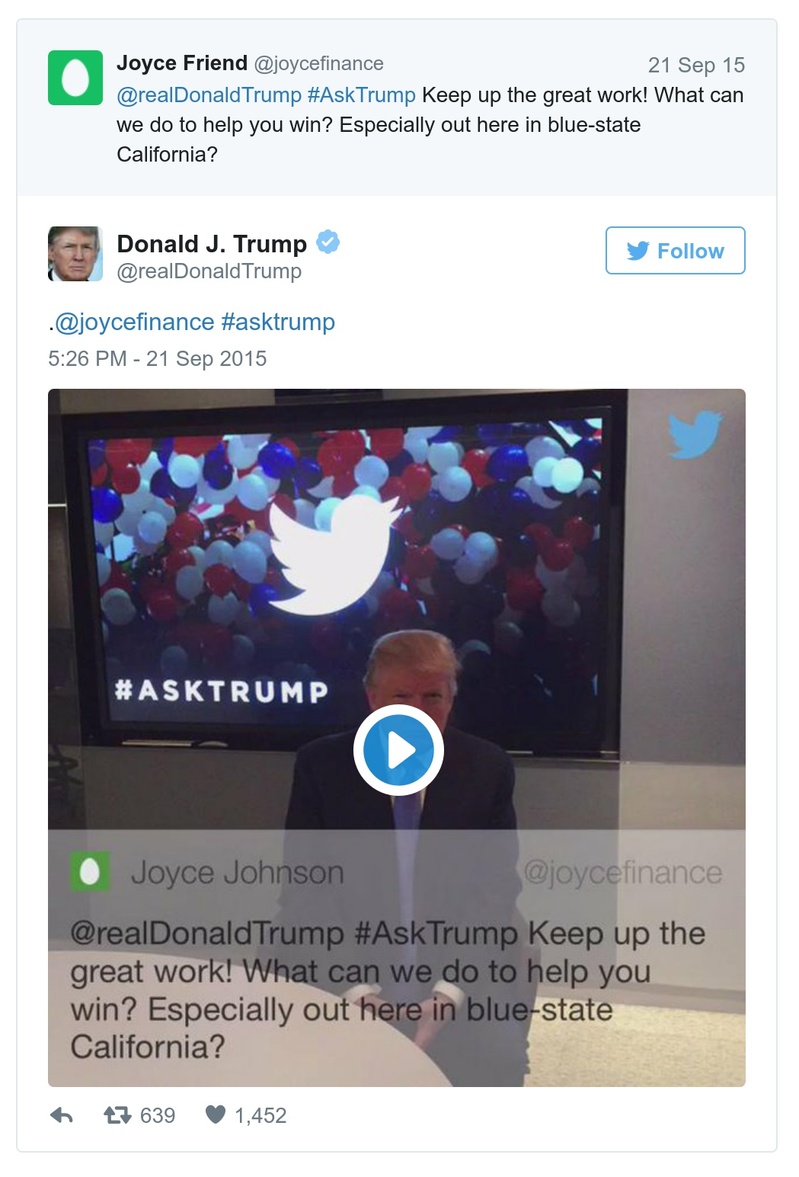 Joyce Friend @joycefinance 21 Sep 15
@realDonaldTrump #AskTrump Keep up the great work! What can
we do to help you win? Especially out here in blue-state
California?
Donald J. Trump
Follow
@realDonaldTrump
.@joycefinance #asktrump
5:26 PM - 21 Sep 2015
#ASKTRUMP
Joyce Johnson @joycefinance
@realDonaldTrump #AskTrump Keep up the
great work! What can we do to help you
win? Especially out here in blue-state
California?
639 1,452